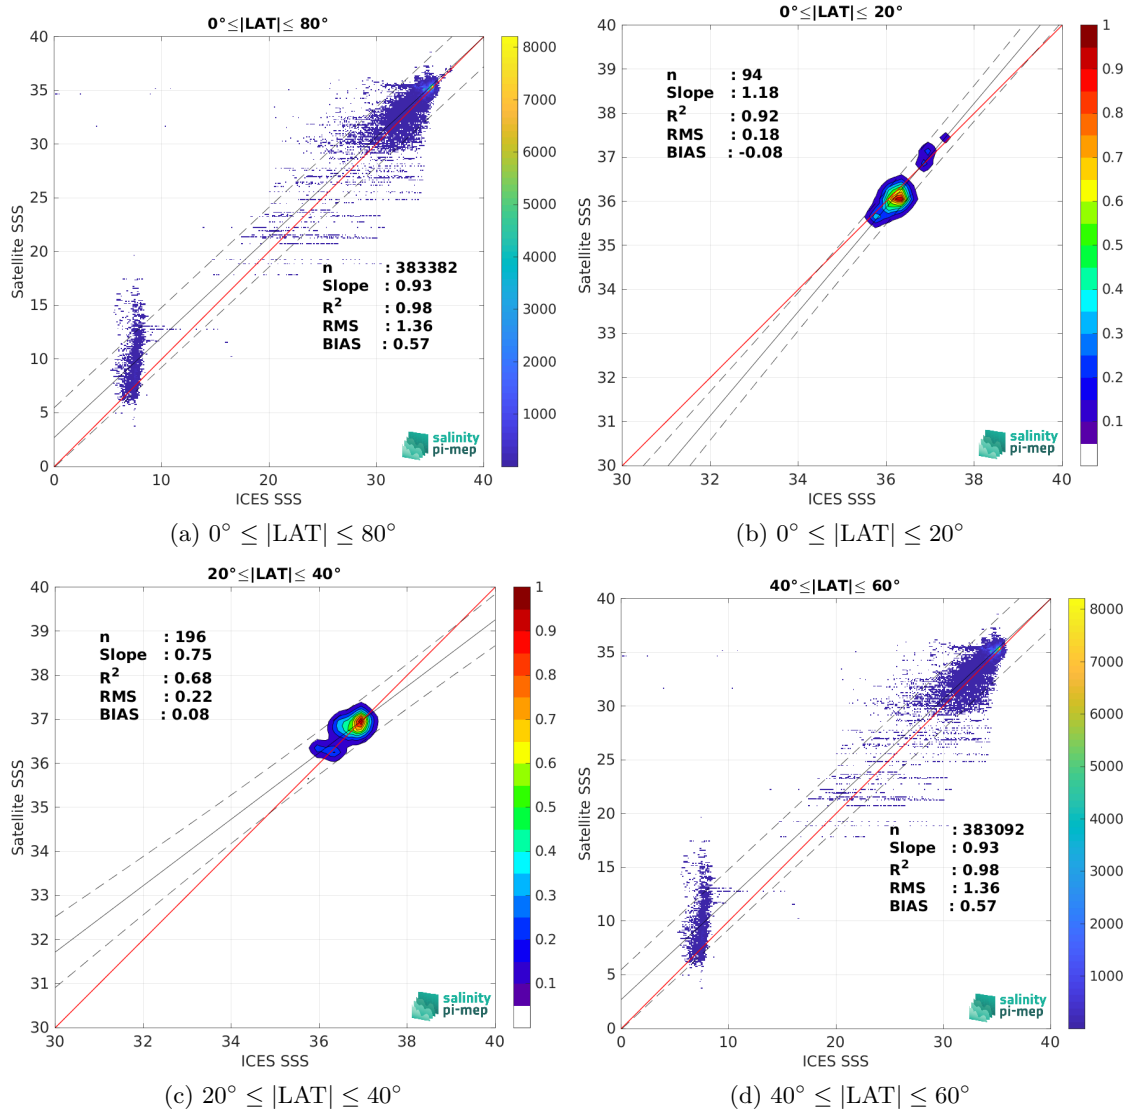 0°≤|LAT|≤ 80°
Satellite SSS
40
35
30
25
20
15
10
5
0
0 10 20 30 40
ICES SSS
n : 383382
Slope : 0.93
R² : 0.98
RMS : 1.36
BIAS : 0.57
salinity
pi-mep
8000
7000
6000
5000
4000
3000
2000
1000
(a) 0° ≤ |LAT| ≤ 80°
0°≤|LAT|≤ 20°
Satellite SSS
40
39
38
37
36
35
34
33
32
31
30
30 32 34 36 38 40
ICES SSS
n : 94
Slope : 1.18
R² : 0.92
RMS : 0.18
BIAS : -0.08
salinity
pi-mep
1
0.9
0.8
0.7
0.6
0.5
0.4
0.3
0.2
0.1
(b) 0° ≤ |LAT| ≤ 20°
20°≤|LAT|≤ 40°
Satellite SSS
40
39
38
37
36
35
34
33
32
31
30
30 32 34 36 38 40
ICES SSS
n : 196
Slope : 0.75
R² : 0.68
RMS : 0.22
BIAS : 0.08
salinity
pi-mep
1
0.9
0.8
0.7
0.6
0.5
0.4
0.3
0.2
0.1
(c) 20° ≤ |LAT| ≤ 40°
40°≤|LAT|≤ 60°
Satellite SSS
40
35
30
25
20
15
10
5
0
0 10 20 30 40
ICES SSS
n : 383092
Slope : 0.93
R² : 0.98
RMS : 1.36
BIAS : 0.57
salinity
pi-mep
8000
7000
6000
5000
4000
3000
2000
1000
(d) 40° ≤ |LAT| ≤ 60°